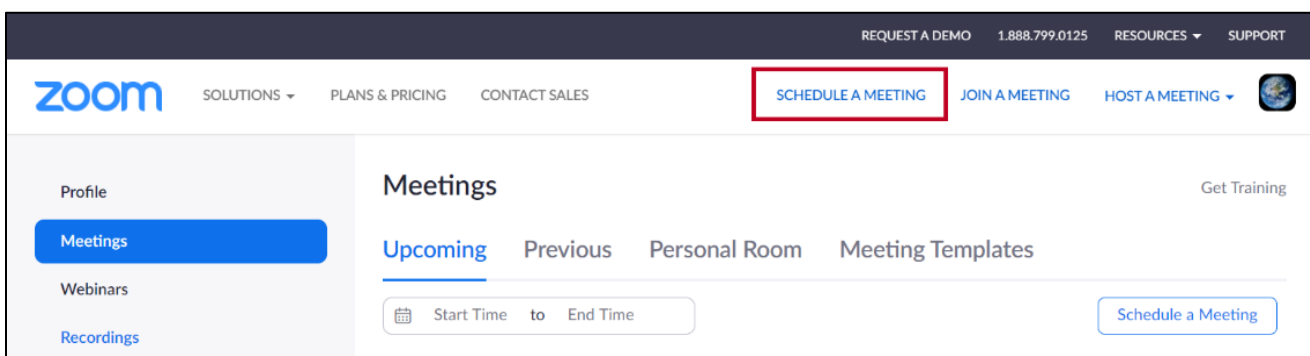 REQUEST A DEMO 1.888.799.0125 RESOURCES SUPPORT
zoom SOLUTIONS PLANS & PRICING CONTACT SALES SCHEDULE A MEETING JOIN A MEETING HOST A MEETING
Profile
Meetings
Webinars
Recordings
Meetings Get Training
Upcoming Previous Personal Room Meeting Templates
Start Time to End Time Schedule a Meeting